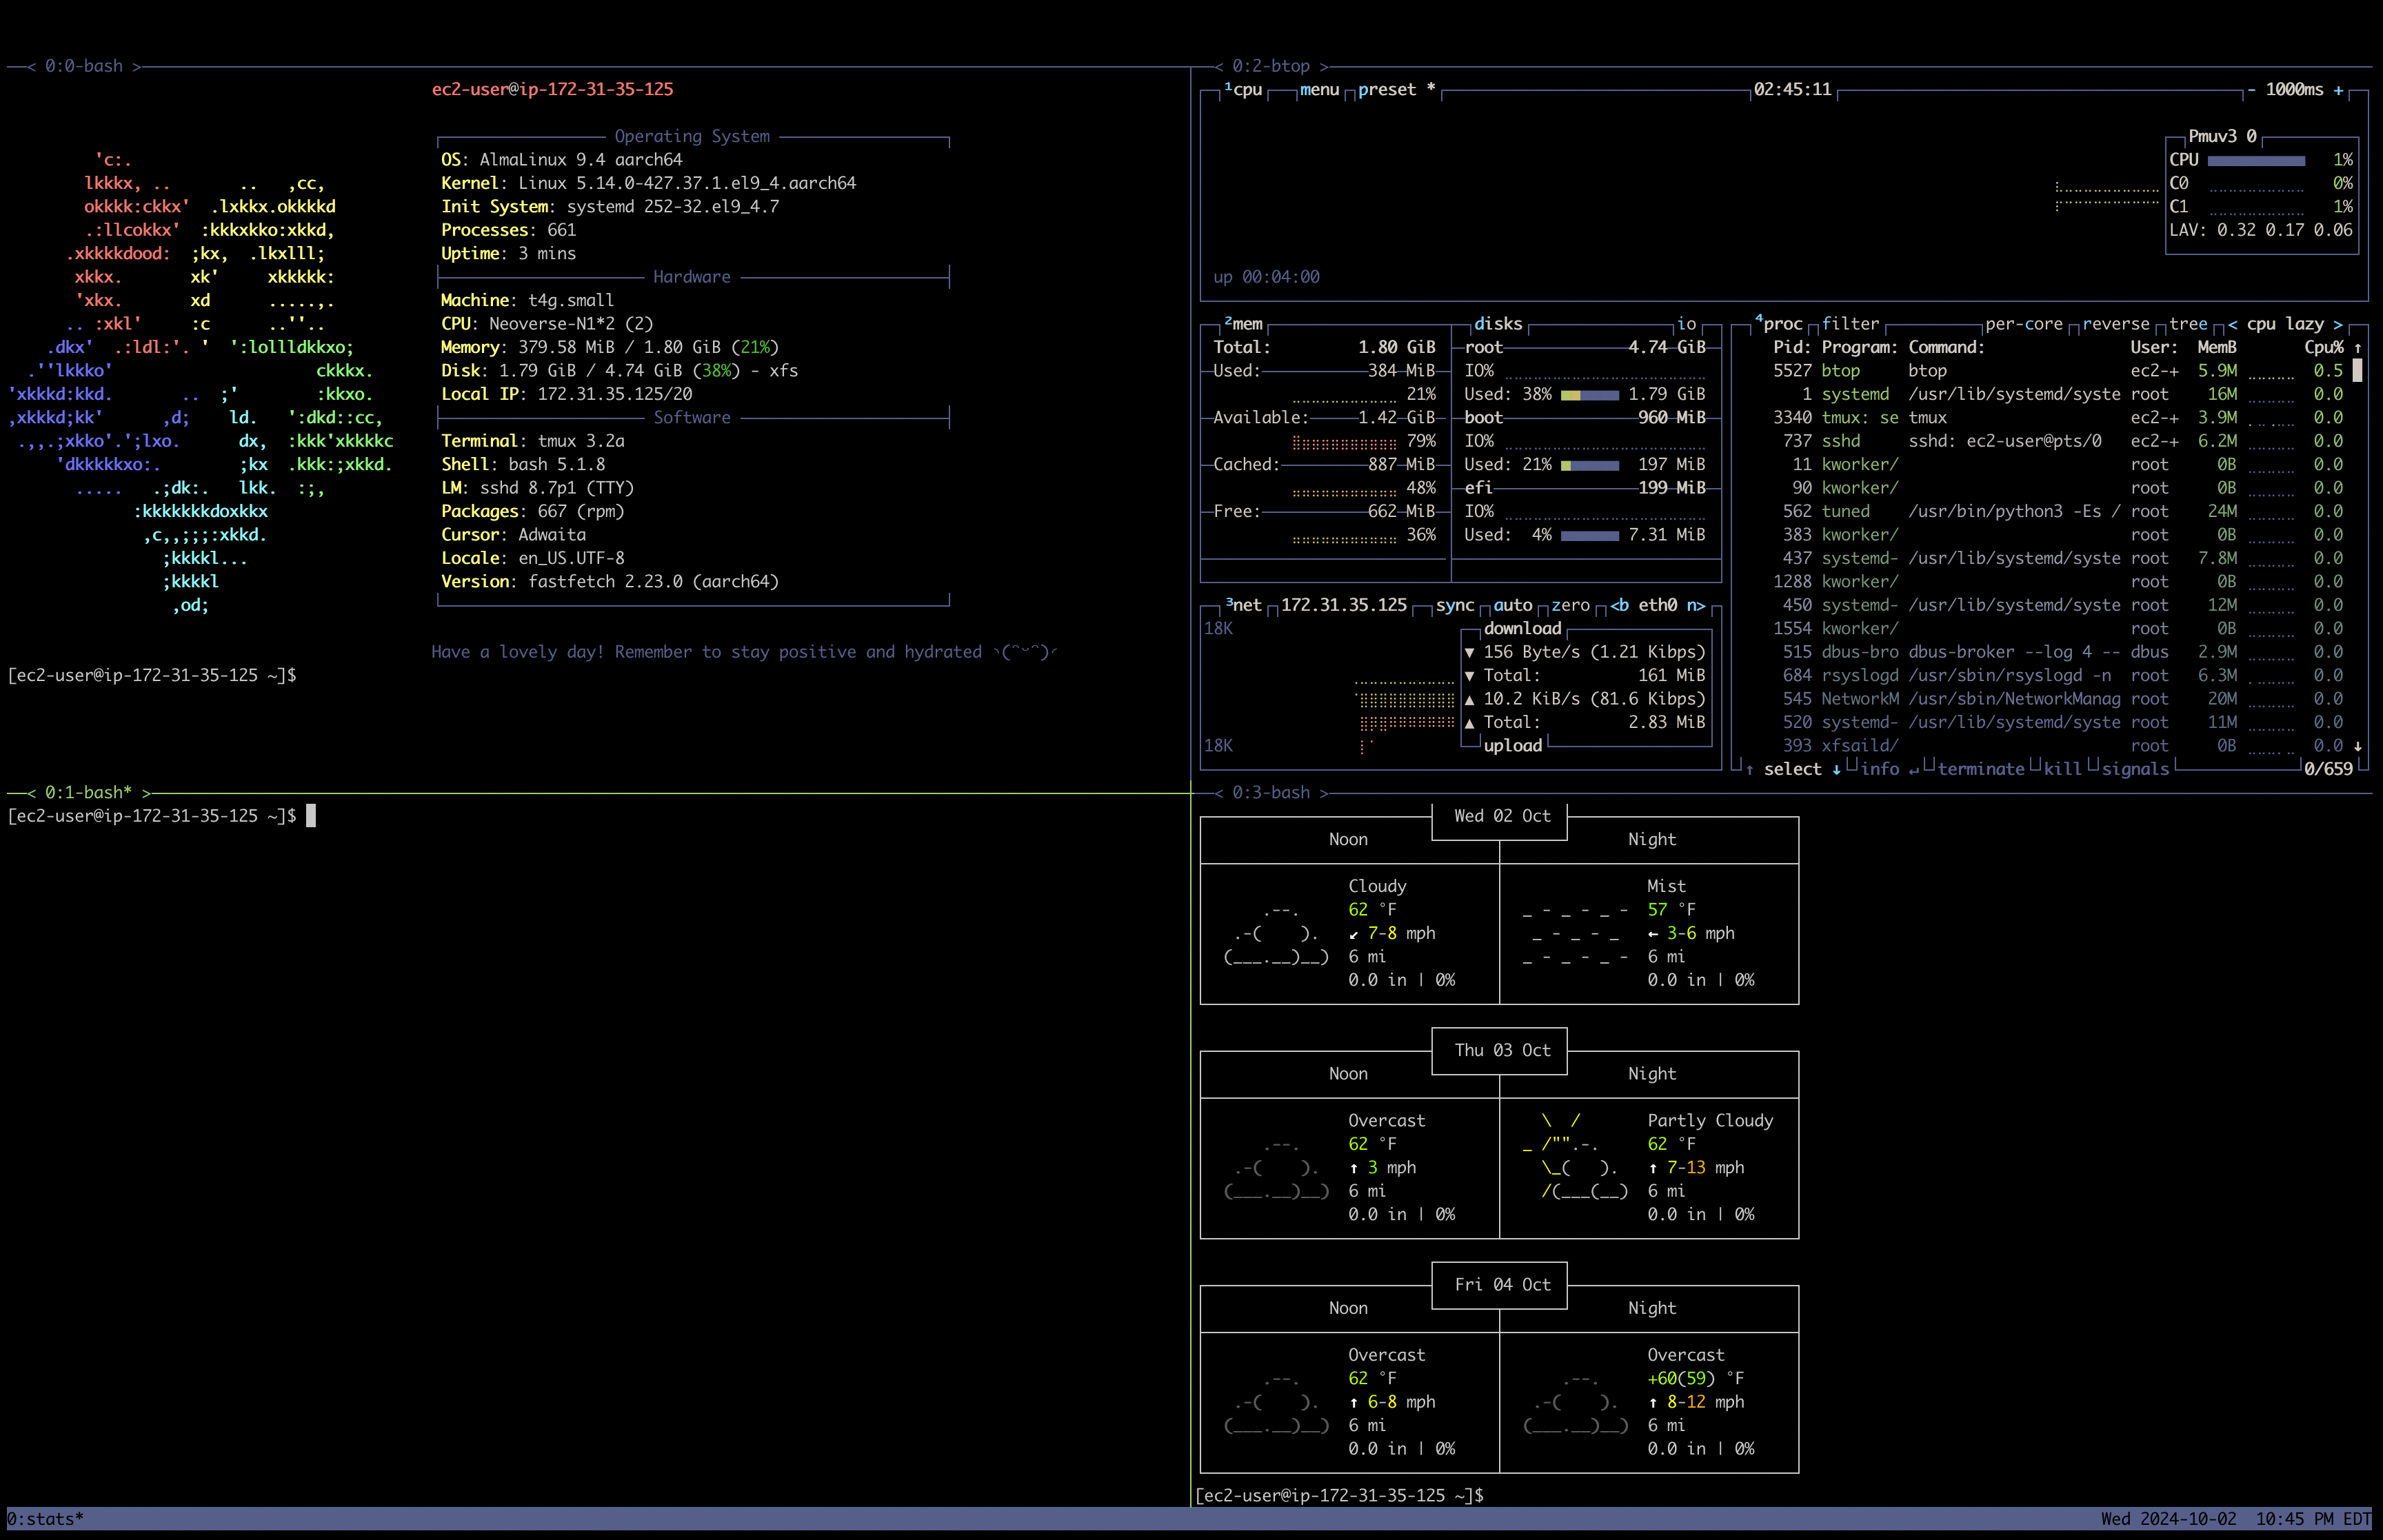 < 0:0-bash >
ec2-user@ip-172-31-35-125
Operating System
OS: AlmaLinux 9.4 aarch64
Kernel: Linux 5.14.0-427.37.1.el9_4.aarch64
Init System: systemd 252-32.el9_4.7
Processes: 661
Uptime: 3 mins
Hardware
Machine: t4g.small
CPU: Neoverse-N1*2 (2)
Memory: 379.58 MiB / 1.80 GiB (21%)
Disk: 1.79 GiB / 4.74 GiB (38%) - xfs
Local IP: 172.31.35.125/20
Software
Terminal: tmux 3.2a
Shell: bash 5.1.8
LM: sshd 8.7p1 (TTY)
Packages: 667 (rpm)
Cursor: Adwaita
Locale: en_US.UTF-8
Version: fastfetch 2.23.0 (aarch64)
Have a lovely day! Remember to stay positive and hydrated
[ec2-user@ip-172-31-35-125 ~]$
< 0:1-bash* >
[ec2-user@ip-172-31-35-125 ~]$
< 0:2-btop >
¹cpu menu preset * 02:45:11 - 1000ms +
Pmuv3 0
CPU 1%
C0 0%
C1 1%
LAV: 0.32 0.17 0.06
up 00:04:00
²mem disks io
Total: 1.80 GiB
Used: 384 MiB
21%
Available: 1.42 GiB
79%
Cached: 887 MiB
48%
Free: 662 MiB
36%
root 4.74 GiB
IO%
Used: 38% 1.79 GiB
boot 960 MiB
IO%
Used: 21% 197 MiB
efi 199 MiB
IO%
Used: 4% 7.31 MiB
³net 172.31.35.125 sync auto zero <b eth0 n>
18K
download
▼ 156 Byte/s (1.21 Kibps)
▼ Total: 161 MiB
▲ 10.2 KiB/s (81.6 Kibps)
▲ Total: 2.83 MiB
18K
upload
⁴proc filter per-core reverse tree < cpu lazy >
Pid: Program: Command: User: MemB Cpu% ↑
5527 btop btop ec2-+ 5.9M 0.5
1 systemd /usr/lib/systemd/syste root 16M 0.0
3340 tmux: se tmux ec2-+ 3.9M 0.0
737 sshd sshd: ec2-user@pts/0 ec2-+ 6.2M 0.0
11 kworker/ root 0B 0.0
90 kworker/ root 0B 0.0
562 tuned /usr/bin/python3 -Es / root 24M 0.0
383 kworker/ root 0B 0.0
437 systemd- /usr/lib/systemd/syste root 7.8M 0.0
1288 kworker/ root 0B 0.0
450 systemd- /usr/lib/systemd/syste root 12M 0.0
1554 kworker/ root 0B 0.0
515 dbus-bro dbus-broker --log 4 -- dbus 2.9M 0.0
684 rsyslogd /usr/sbin/rsyslogd -n root 6.3M 0.0
545 NetworkM /usr/sbin/NetworkManag root 20M 0.0
520 systemd- /usr/lib/systemd/syste root 11M 0.0
393 xfsaild/ root 0B 0.0 ↓
↑ select ↓ info ↵ terminate kill signals 0/659
< 0:3-bash >
Wed 02 Oct
Noon Night
Cloudy Mist
62 °F 57 °F
↙ 7-8 mph ← 3-6 mph
6 mi 6 mi
0.0 in | 0% 0.0 in | 0%
Thu 03 Oct
Noon Night
Overcast Partly Cloudy
62 °F 62 °F
↑ 3 mph ↑ 7-13 mph
6 mi 6 mi
0.0 in | 0% 0.0 in | 0%
Fri 04 Oct
Noon Night
Overcast Overcast
62 °F +60(59) °F
↑ 6-8 mph ↑ 8-12 mph
6 mi 6 mi
0.0 in | 0% 0.0 in | 0%
[ec2-user@ip-172-31-35-125 ~]$
0:stats* Wed 2024-10-02 10:45 PM EDT